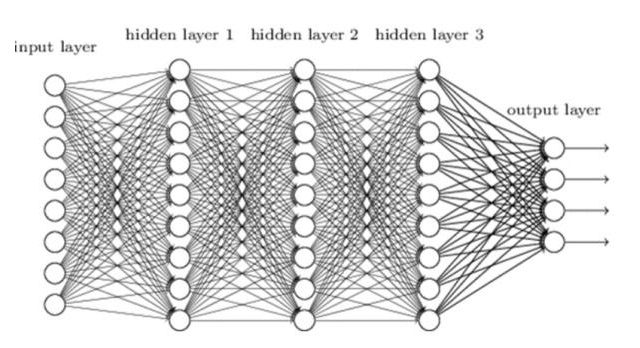 input layer
hidden layer 1
hidden layer 2
hidden layer 3
output layer